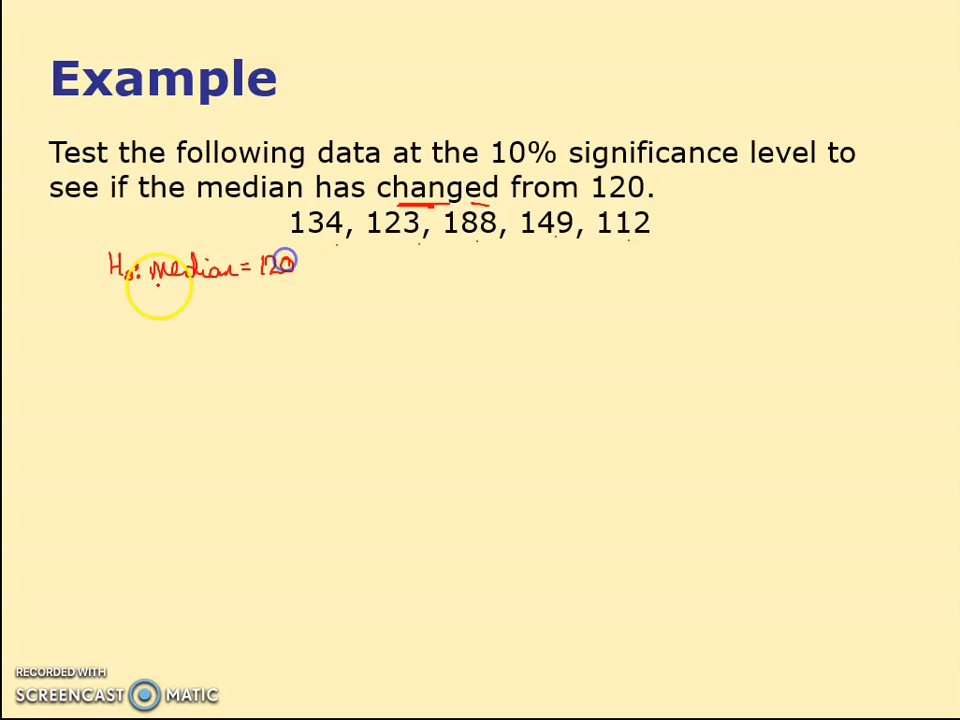 Example
Test the following data at the 10% significance level to
see if the median has changed from 120.
134, 123, 188, 149, 112
H₀: median = 120
RECORDED WITH
SCREENCAST MATIC